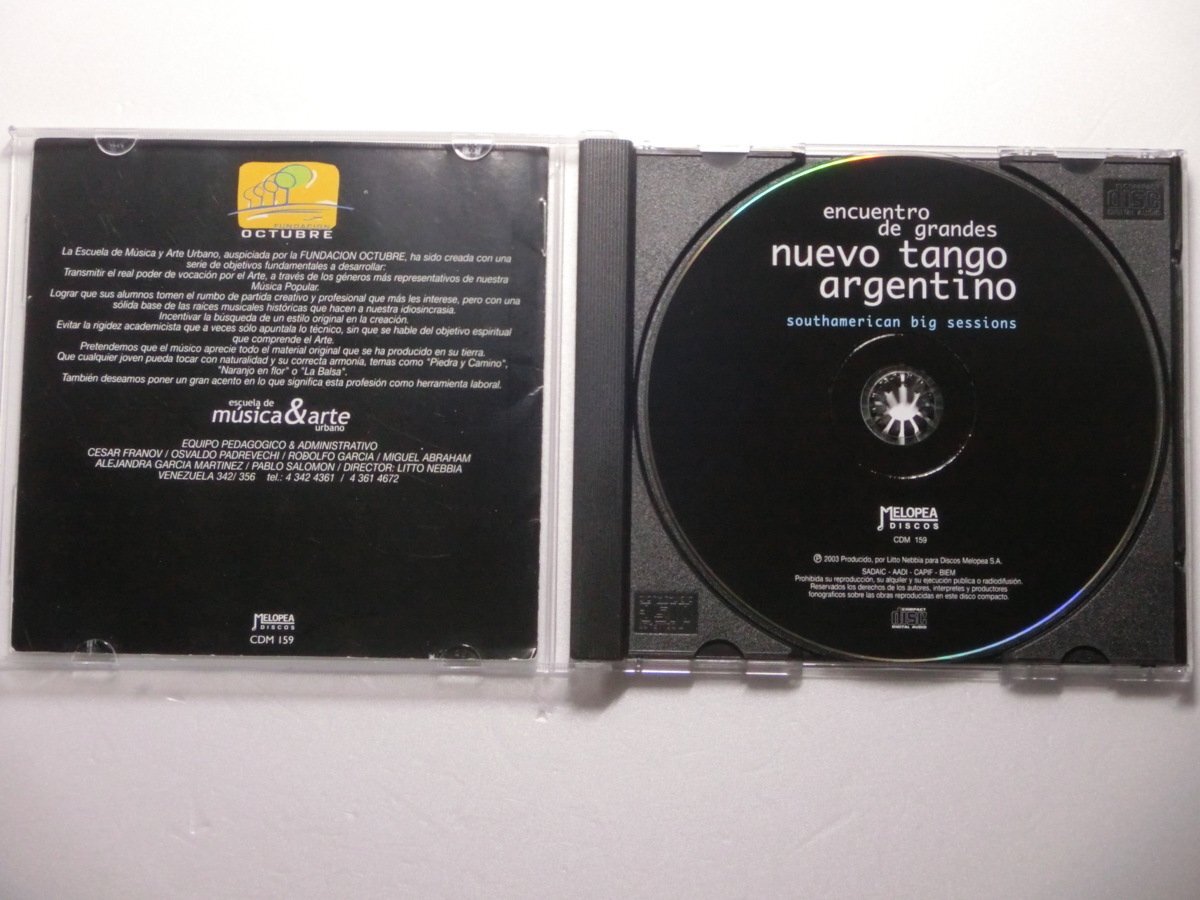 FUNDACION
OCTUBRE
La Escuela de Música y Arte Urbano, auspiciada por la FUNDACION OCTUBRE, ha sido creada con una
serie de objetivos fundamentales a desarrollar:
Transmitir el real poder de vocación por el Arte, a través de los géneros más representativos de nuestra
Música Popular.
Lograr que sus alumnos tomen el rumbo de partida creativo y profesional que más les interese, pero con una
sólida base de las raíces musicales históricas que hacen a nuestra idiosincrasia.
Incentivar la búsqueda de un estilo original en la creación.
Evitar la rigidez academicista que a veces sólo apuntala lo técnico, sin que se hable del objetivo espiritual
que comprende el Arte.
Pretendemos que el músico aprecie todo el material original que se ha producido en su tierra.
Que cualquier joven pueda tocar con naturalidad y su correcta armonía, temas como "Piedra y Camino",
"Naranjo en flor" o "La Balsa".
También deseamos poner un gran acento en lo que significa esta profesión como herramienta laboral.
escuela de
música&arte
urbano
EQUIPO PEDAGOGICO & ADMINISTRATIVO
CESAR FRANOV / OSVALDO PADREVECHI / RODOLFO GARCIA / MIGUEL ABRAHAM
ALEJANDRA GARCIA MARTINEZ / PABLO SALOMON / DIRECTOR: LITTO NEBBIA
VENEZUELA 342/ 356 tel.: 4 342 4361 / 4 361 4672
MELOPEA
DISCOS
CDM 159
encuentro
de grandes
nuevo tango
argentino
southamerican big sessions
MELOPEA
DISCOS
CDM 159
℗ 2003 Producido, por Litto Nebbia para Discos Melopea S.A.
SADAIC - AADI - CAPIF - BIEM
Prohibida su reproducción, su alquiler y su ejecución publica o radiodifusión.
Reservados los derechos de los autores, interpretes y productores
fonograficos sobre las obras reproducidas en este disco compacto.
COMPACT
disc
DIGITAL AUDIO
COMPACT
disc
DIGITAL AUDIO